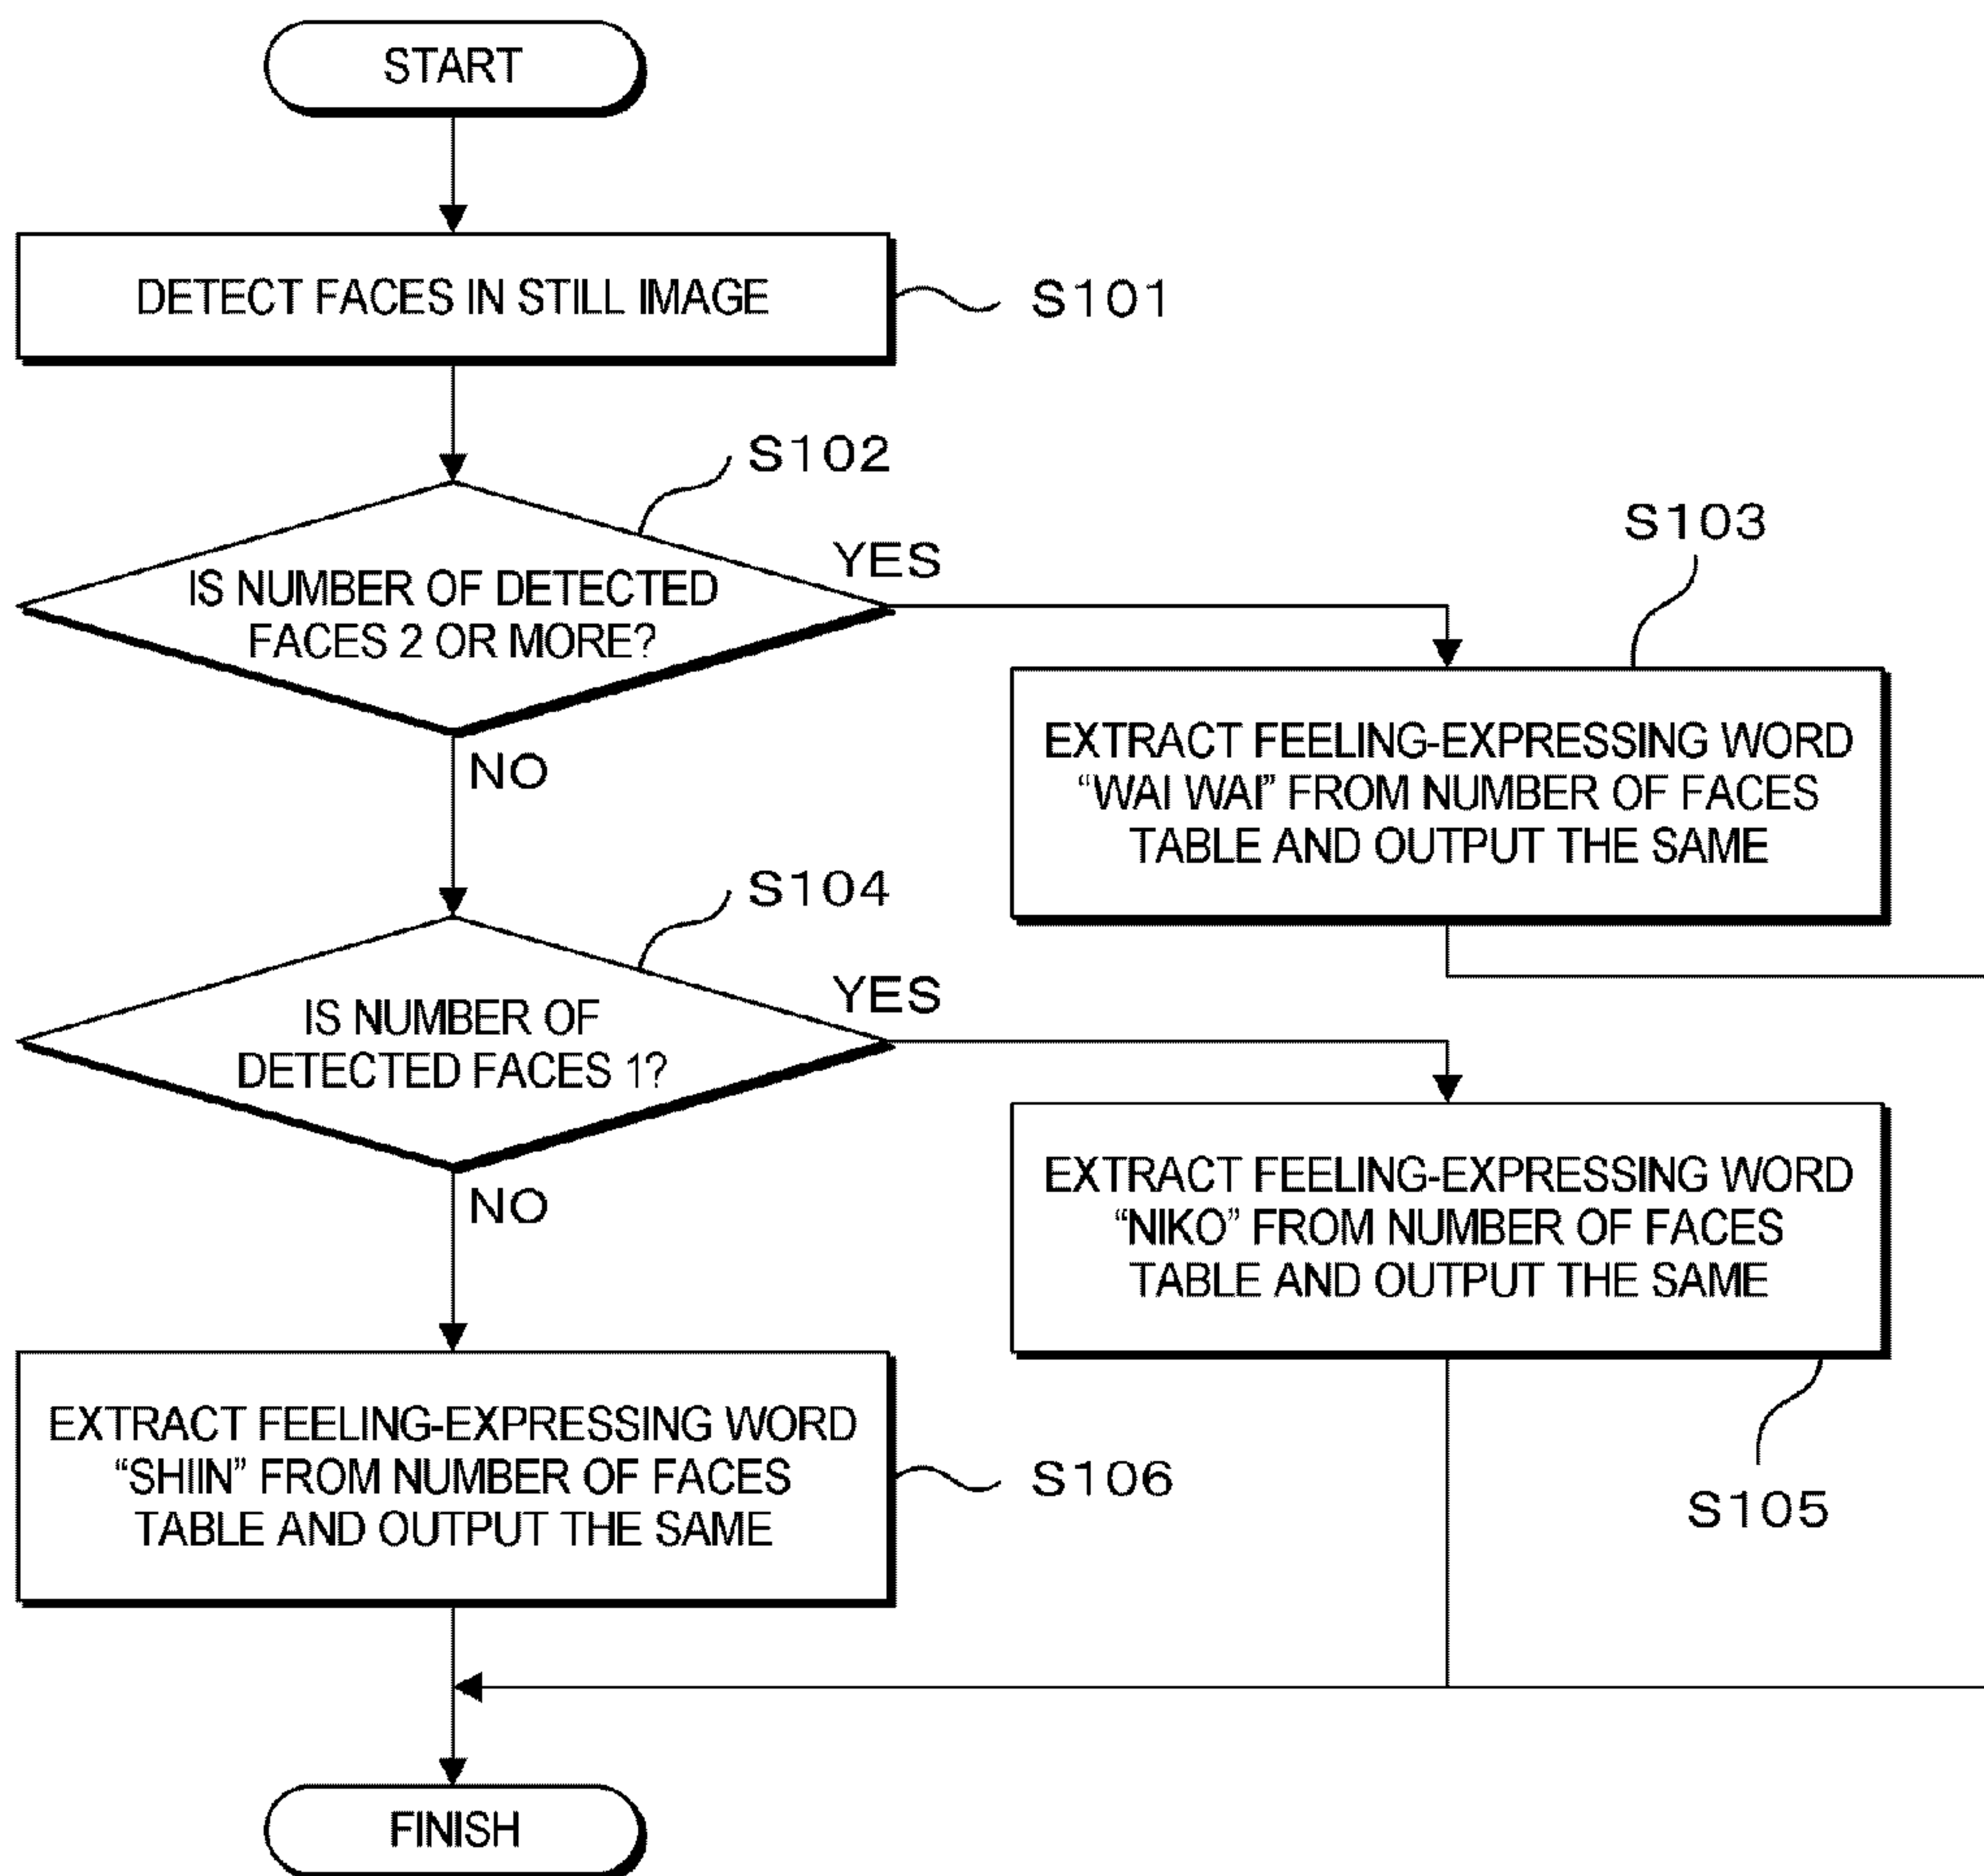 START
DETECT FACES IN STILL IMAGE
S101
S102
IS NUMBER OF DETECTED
FACES 2 OR MORE?
YES
NO
S103
EXTRACT FEELING-EXPRESSING WORD
“WAI WAI” FROM NUMBER OF FACES
TABLE AND OUTPUT THE SAME
S104
IS NUMBER OF
DETECTED FACES 1?
YES
NO
EXTRACT FEELING-EXPRESSING WORD
“NIKO” FROM NUMBER OF FACES
TABLE AND OUTPUT THE SAME
S105
EXTRACT FEELING-EXPRESSING WORD
“SHIIN” FROM NUMBER OF FACES
TABLE AND OUTPUT THE SAME
S106
FINISH